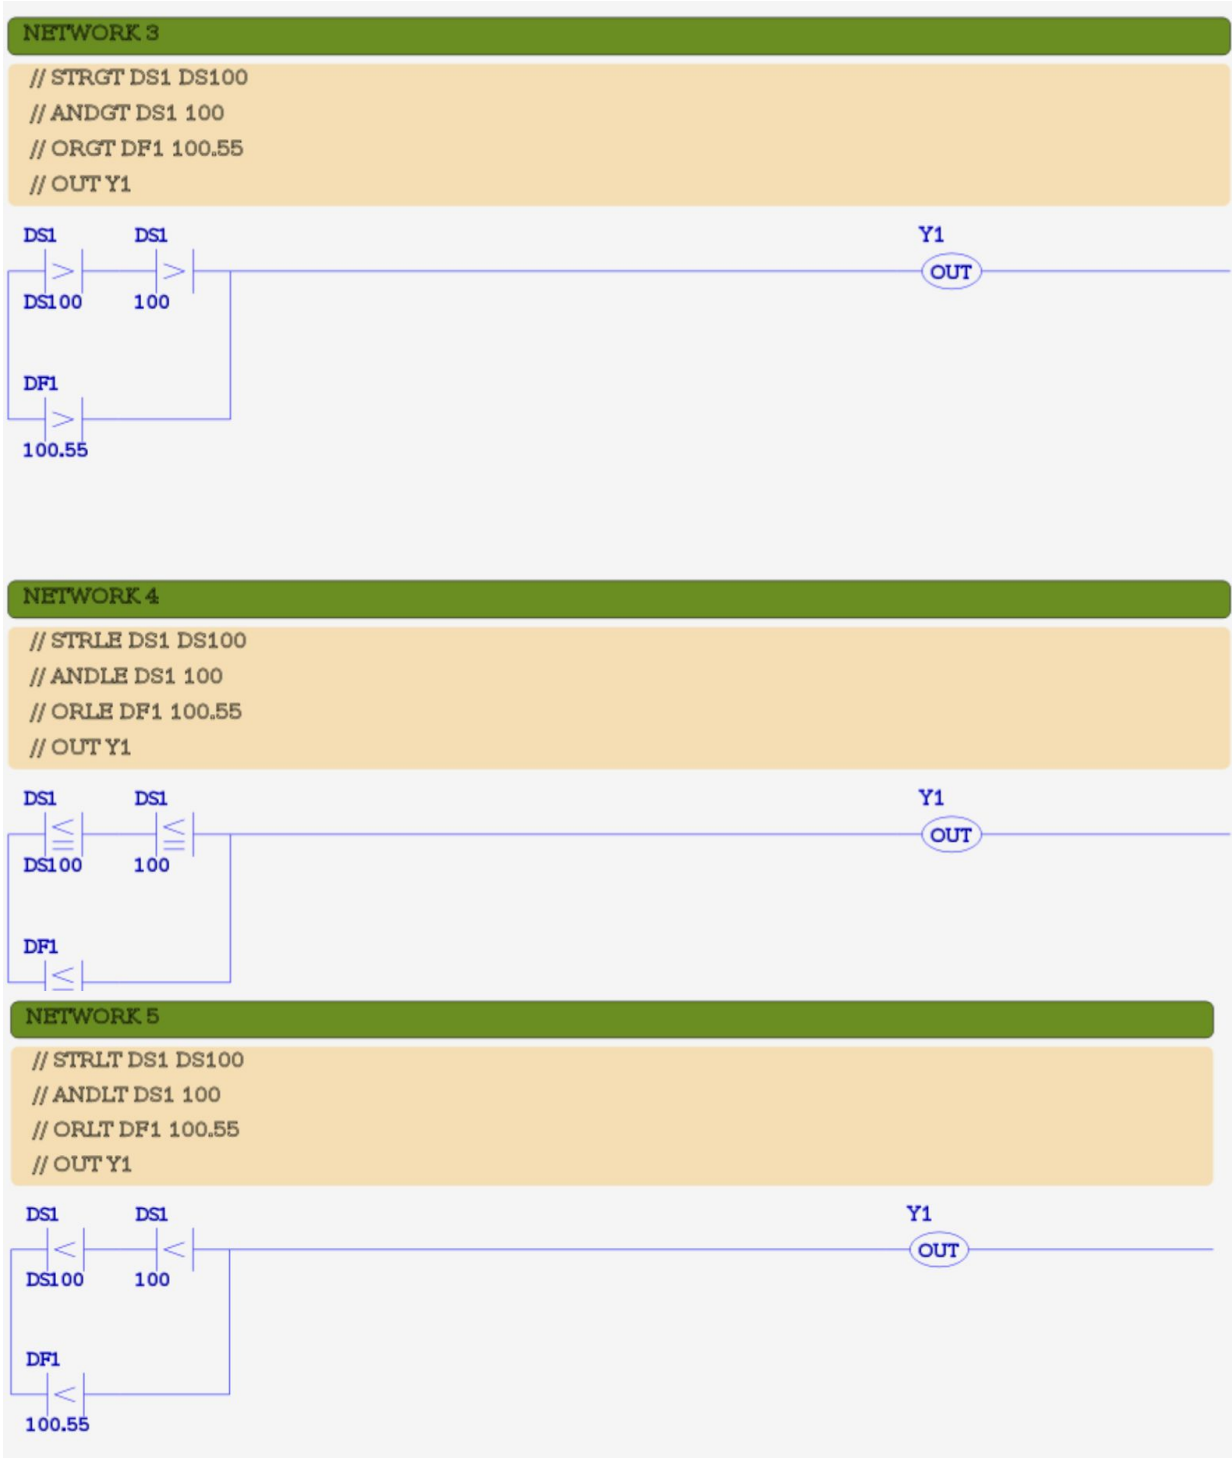 NETWORK 3
// STRGT DS1 DS100
// ANDGT DS1 100
// ORGT DF1 100.55
// OUT Y1
DS1 DS1 Y1
> > OUT
DS100 100
DF1
>
100.55
NETWORK 4
// STRLE DS1 DS100
// ANDLE DS1 100
// ORLE DF1 100.55
// OUT Y1
DS1 DS1 Y1
≤ ≤ OUT
DS100 100
DF1
≤
NETWORK 5
// STRLT DS1 DS100
// ANDLT DS1 100
// ORLT DF1 100.55
// OUT Y1
DS1 DS1 Y1
< < OUT
DS100 100
DF1
<
100.55